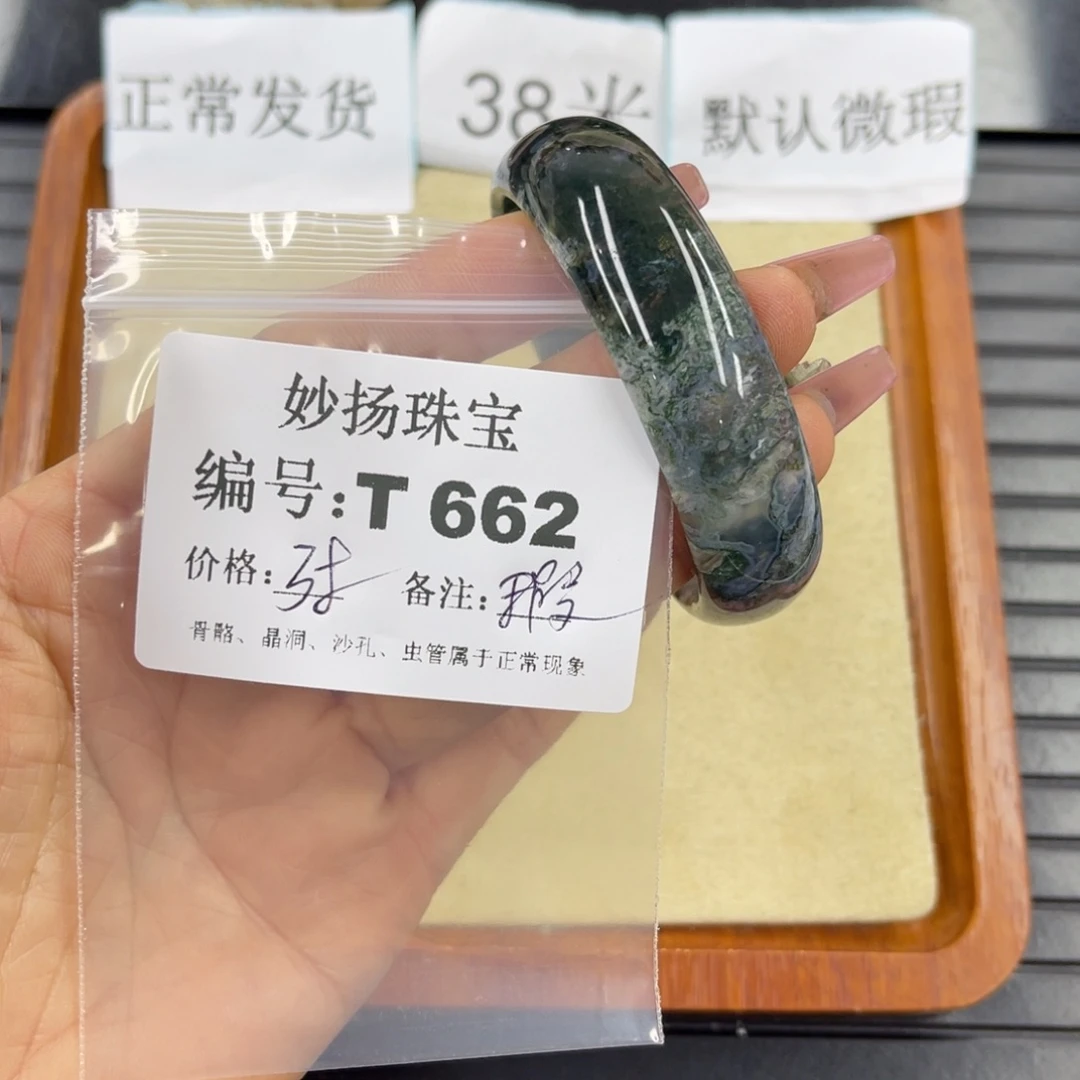 正常发货
38
默认微瑕
妙扬珠宝
编号:T 662
价格:
备注:瑕
骨骼、晶洞、沙孔、虫管属于正常现象